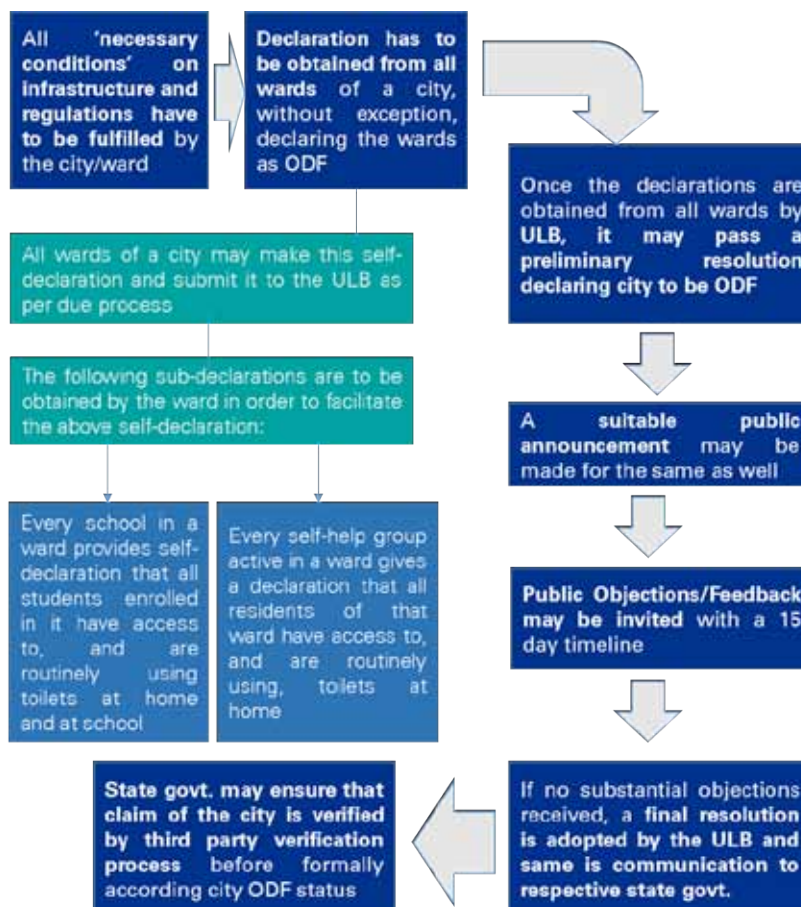 All 'necessary
conditions' on
infrastructure and
regulations have
to be fulfilled by
the city/ward
Declaration has to
be obtained from all
wards of a city,
without exception,
declaring the wards
as ODF
Once the declarations are
obtained from all wards by
ULB, it may pass a
preliminary resolution
declaring city to be ODF
All wards of a city may make this self-
declaration and submit it to the ULB as
per due process
The following sub-declarations are to be
obtained by the ward in order to facilitate
the above self-declaration:
A suitable public
announcement may be
made for the same as well
Every school in a
ward provides self-
declaration that all
students enrolled
in it have access
to, and are
routinely using
toilets at home
and at school
Every self-help group
active in a ward gives
a declaration that all
residents of that
ward have access to,
and are routinely
using, toilets at
home
Public Objections/Feedback
may be invited with a 15
day timeline
If no substantial objections
received, a final resolution
is adopted by the ULB and
same is communication to
respective state govt.
State govt. may ensure that
claim of the city is verified
by third party verification
process before formally
according city ODF status